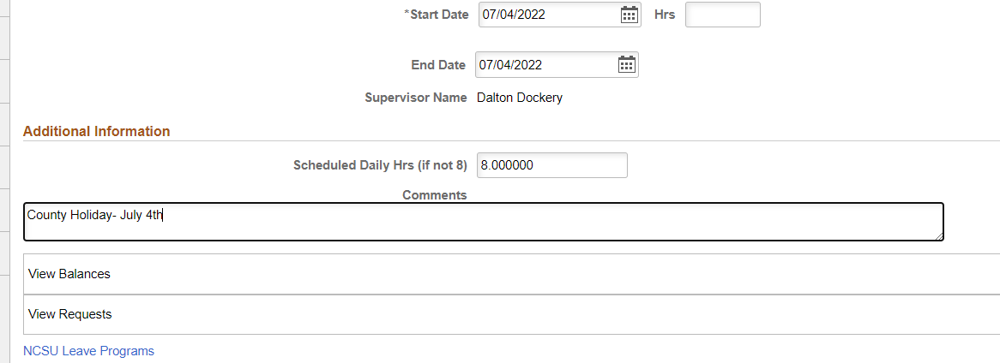 *Start Date 07/04/2022 Hrs
End Date 07/04/2022
Supervisor Name Dalton Dockery
Additional Information
Scheduled Daily Hrs (if not 8) 8.000000
Comments
County Holiday- July 4th
View Balances
View Requests
NCSU Leave Programs